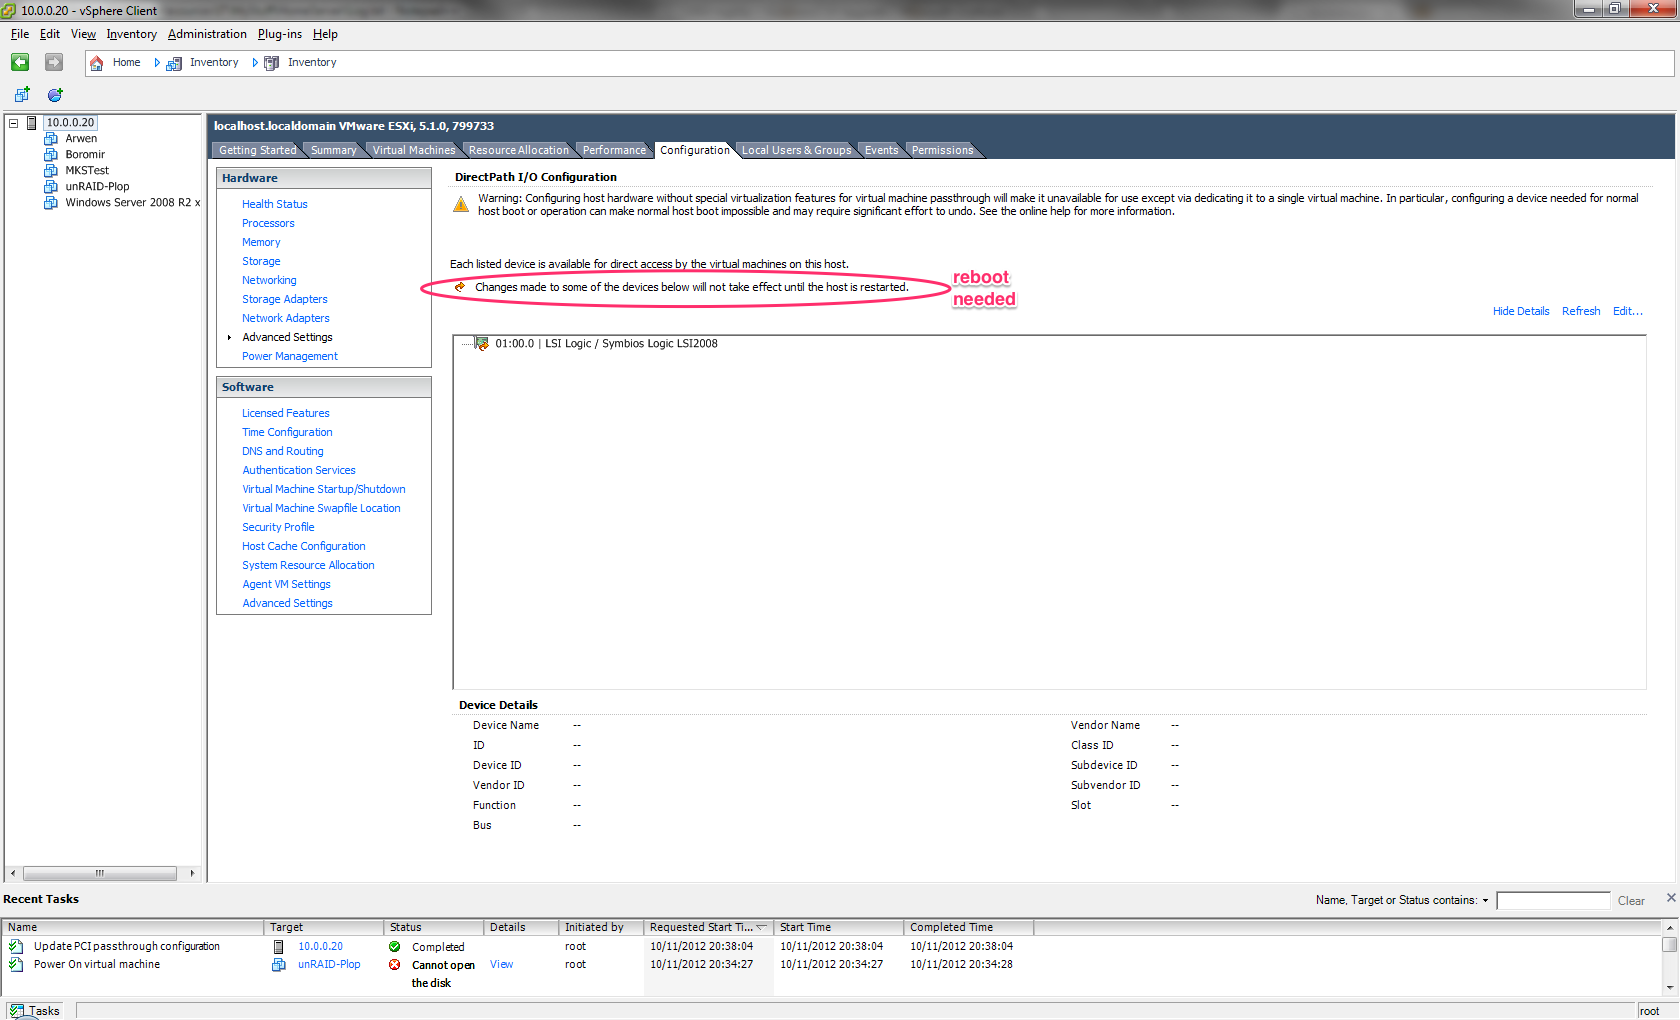 10.0.0.20 - vSphere Client
File Edit View Inventory Administration Plug-ins Help
Home Inventory Inventory
10.0.0.20
Arwen
Boromir
MKSTest
unRAID-Plop
Windows Server 2008 R2 x
localhost.localdomain VMware ESXi, 5.1.0, 799733
Getting Started Summary Virtual Machines Resource Allocation Performance Configuration Local Users & Groups Events Permissions
Hardware
Health Status
Processors
Memory
Storage
Networking
Storage Adapters
Network Adapters
Advanced Settings
Power Management
Software
Licensed Features
Time Configuration
DNS and Routing
Authentication Services
Virtual Machine Startup/Shutdown
Virtual Machine Swapfile Location
Security Profile
Host Cache Configuration
System Resource Allocation
Agent VM Settings
Advanced Settings
DirectPath I/O Configuration
Warning: Configuring host hardware without special virtualization features for virtual machine passthrough will make it unavailable for use except via dedicating it to a single virtual machine. In particular, configuring a device needed for normal
host boot or operation can make normal host boot impossible and may require significant effort to undo. See the online help for more information.
Each listed device is available for direct access by the virtual machines on this host.
Changes made to some of the devices below will not take effect until the host is restarted.
reboot
needed
Hide Details Refresh Edit...
01:00.0 | LSI Logic / Symbios Logic LSI2008
Device Details
Device Name -- Vendor Name --
ID -- Class ID --
Device ID -- Subdevice ID --
Vendor ID -- Subvendor ID --
Function -- Slot --
Bus --
Recent Tasks
Name, Target or Status contains: Clear
Name Target Status Details Initiated by Requested Start Ti... Start Time Completed Time
Update PCI passthrough configuration 10.0.0.20 Completed root 10/11/2012 20:38:04 10/11/2012 20:38:04 10/11/2012 20:38:04
Power On virtual machine unRAID-Plop Cannot open View root 10/11/2012 20:34:27 10/11/2012 20:34:27 10/11/2012 20:34:28
the disk
Tasks root